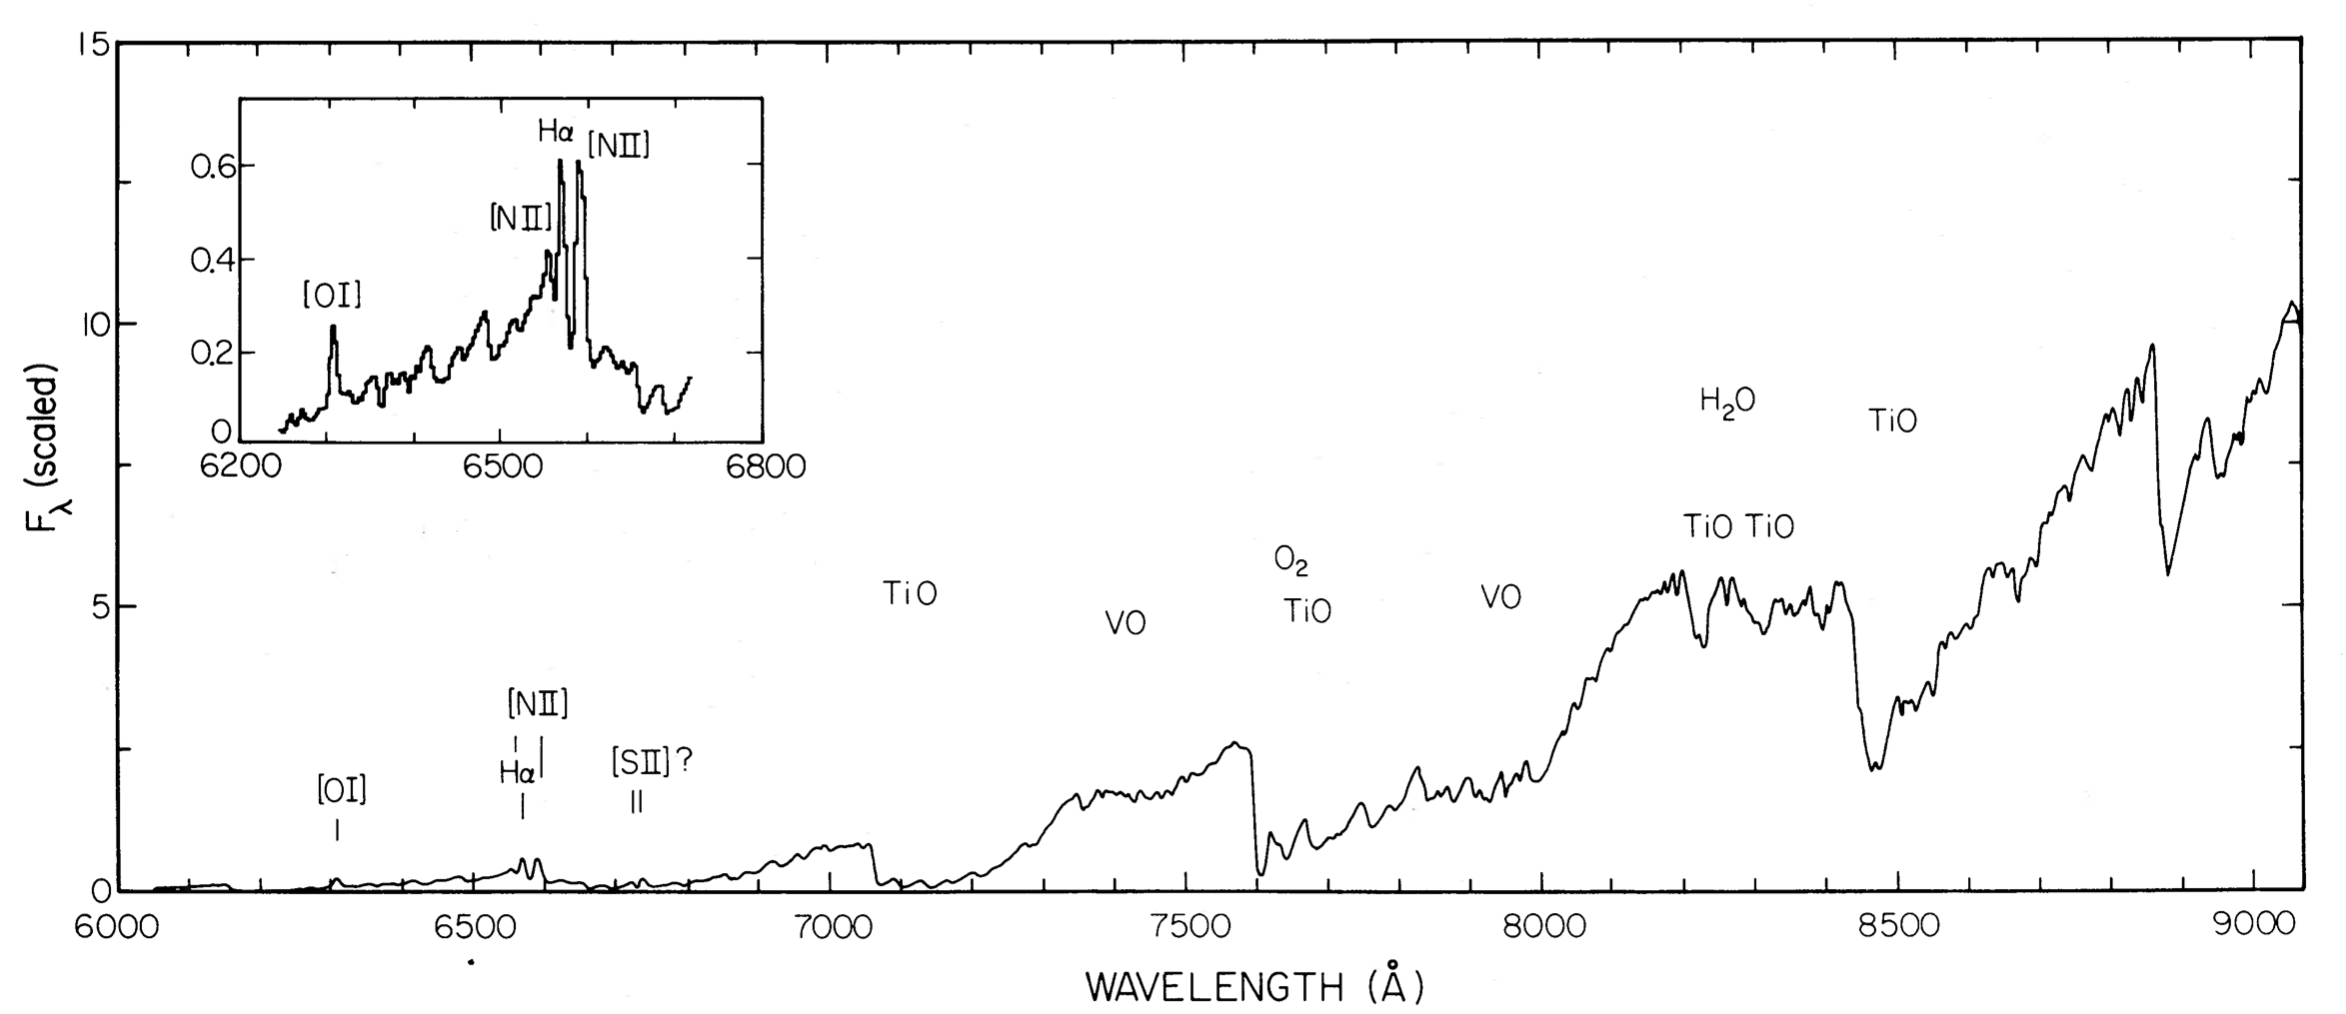 15
10
5
0
F_λ (scaled)
0.6
0.4
0.2
0
6200 6500 6800
[OI]
[NII]
Hα [NII]
[OI]
[NII]
Hα
[SII]?
TiO
VO
O₂
TiO
VO
H₂O
TiO TiO
TiO
6000 6500 7000 7500 8000 8500 9000
WAVELENGTH (Å)